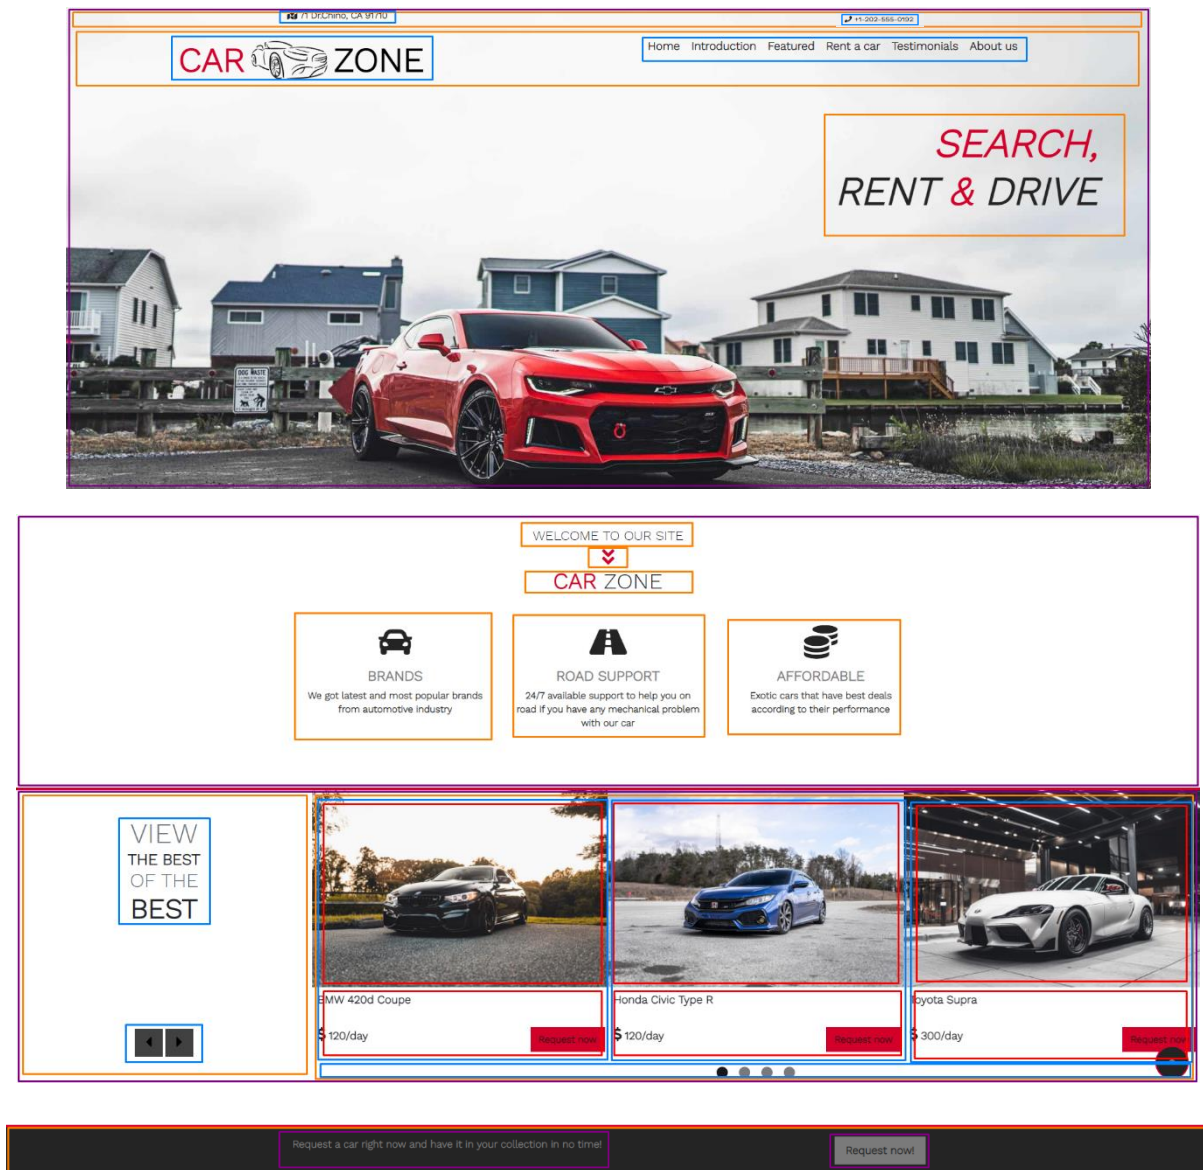 71 Dr.Chino, CA 91710
+1-202-555-0192
CAR ZONE
Home Introduction Featured Rent a car Testimonials About us
SEARCH,
RENT & DRIVE
DOG WASTE
WELCOME TO OUR SITE
CAR ZONE
BRANDS
We got latest and most popular brands
from automotive industry
ROAD SUPPORT
24/7 available support to help you on
road if you have any mechanical problem
with our car
AFFORDABLE
Exotic cars that have best deals
according to their performance
VIEW
THE BEST
OF THE
BEST
BMW 420d Coupe
$ 120/day
Request now
Honda Civic Type R
$ 120/day
Request now
Toyota Supra
$ 300/day
Request now
Request a car right now and have it in your collection in no time!
Request now!